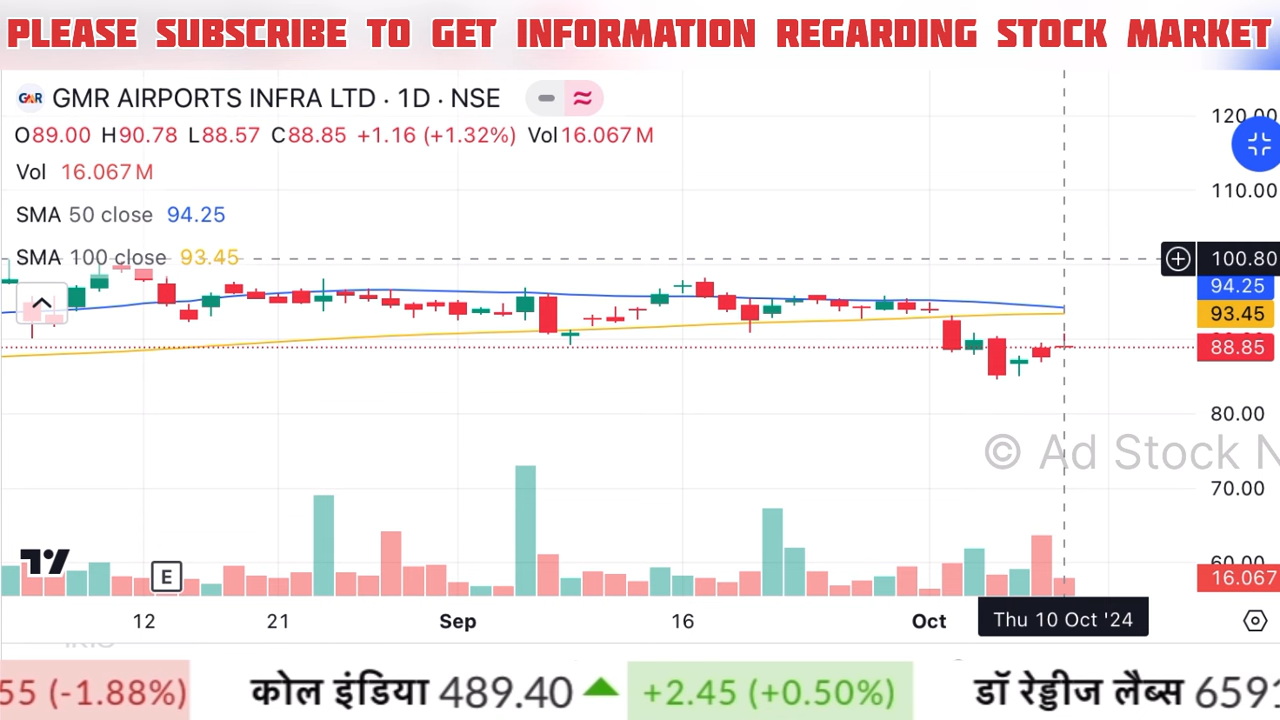 PLEASE SUBSCRIBE TO GET INFORMATION REGARDING STOCK MARKET
GMR GMR AIRPORTS INFRA LTD · 1D · NSE
O89.00 H90.78 L88.57 C88.85 +1.16 (+1.32%) Vol16.067 M
Vol 16.067 M
SMA 50 close 94.25
SMA 100 close 93.45
120.00
110.00
100.80
94.25
93.45
88.85
80.00
© Ad Stock N
70.00
60.00
16.067
E
12 21 Sep 16 Oct Thu 10 Oct '24
55 (-1.88%) कोल इंडिया 489.40 +2.45 (+0.50%) डॉ रेड्डीज लैब्स 6591